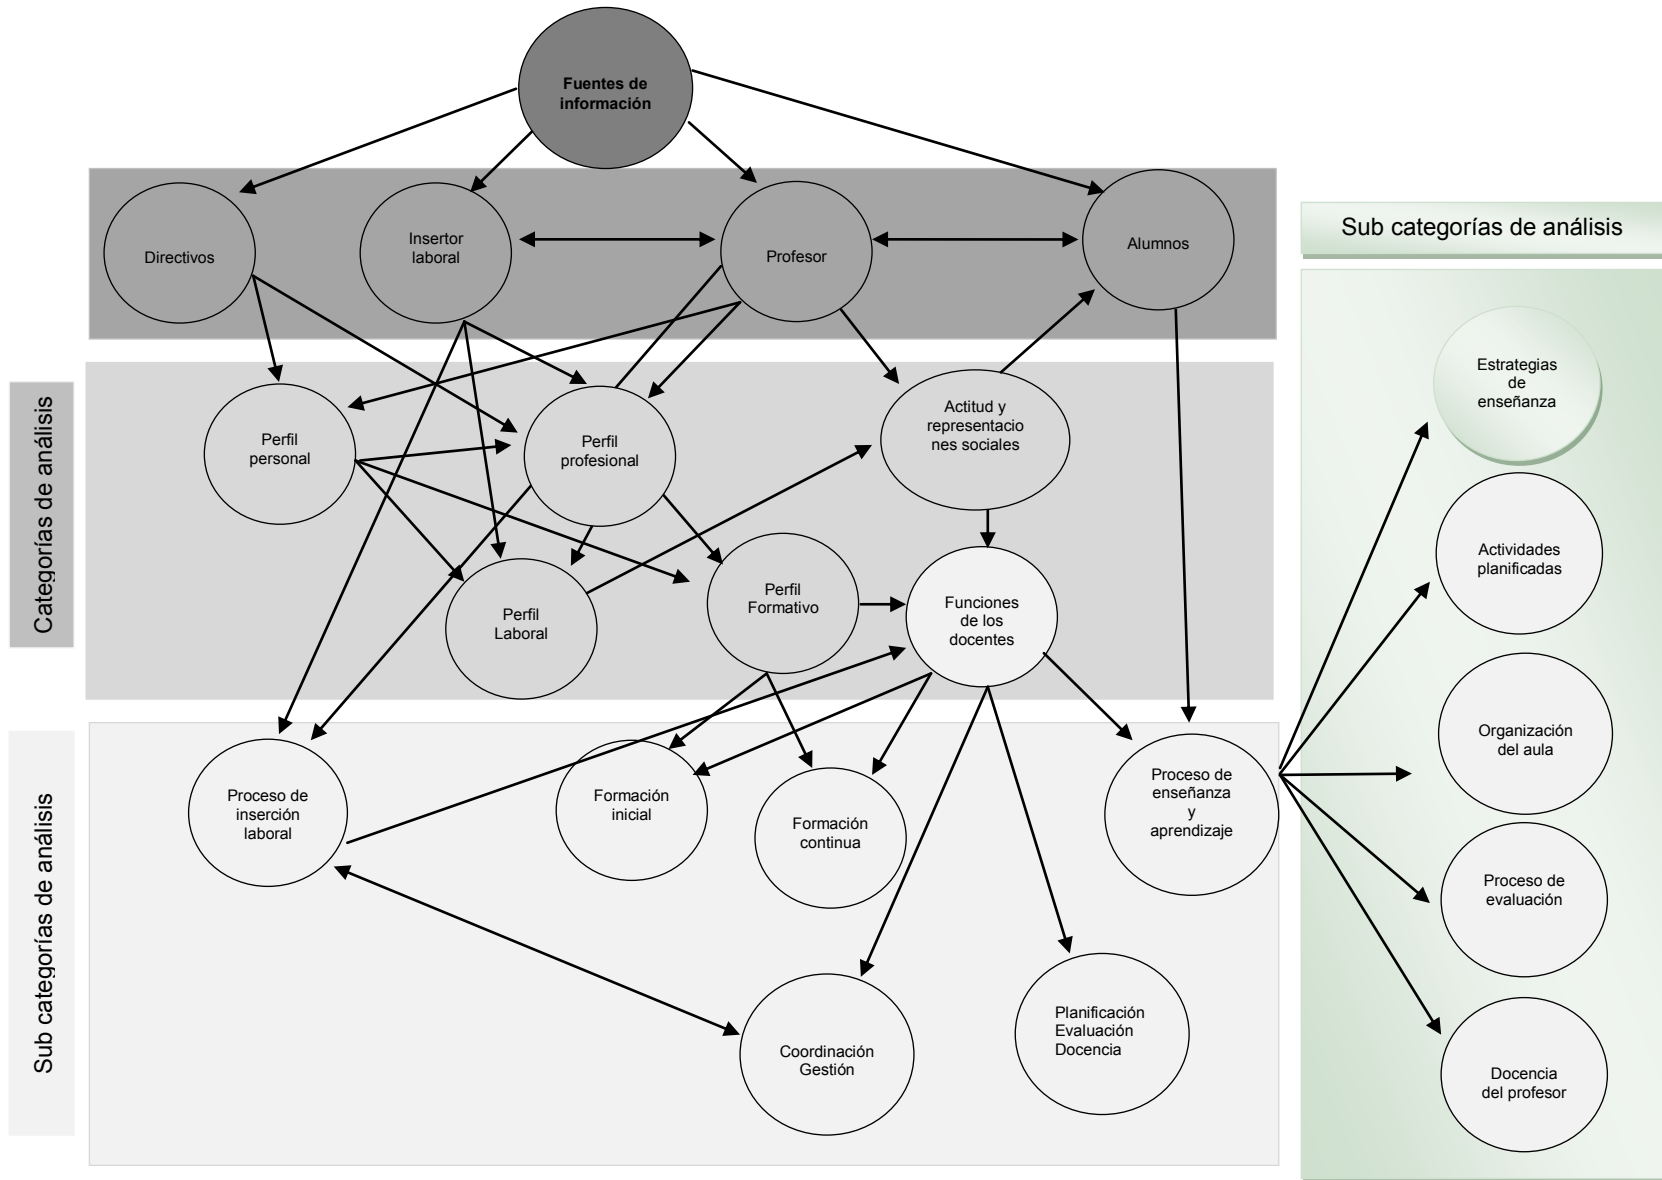 Fuentes de
información
Directivos
Insertor
laboral
Profesor
Alumnos
Sub categorías de análisis
Categorías de análisis
Perfil
personal
Perfil
profesional
Actitud y
representacio
nes sociales
Perfil
Laboral
Perfil
Formativo
Funciones
de los
docentes
Sub categorías de análisis
Proceso de
inserción
laboral
Formación
inicial
Formación
continua
Proceso de
enseñanza
y
aprendizaje
Coordinación
Gestión
Planificación
Evaluación
Docencia
Estrategias
de
enseñanza
Actividades
planificadas
Organización
del aula
Proceso de
evaluación
Docencia
del profesor